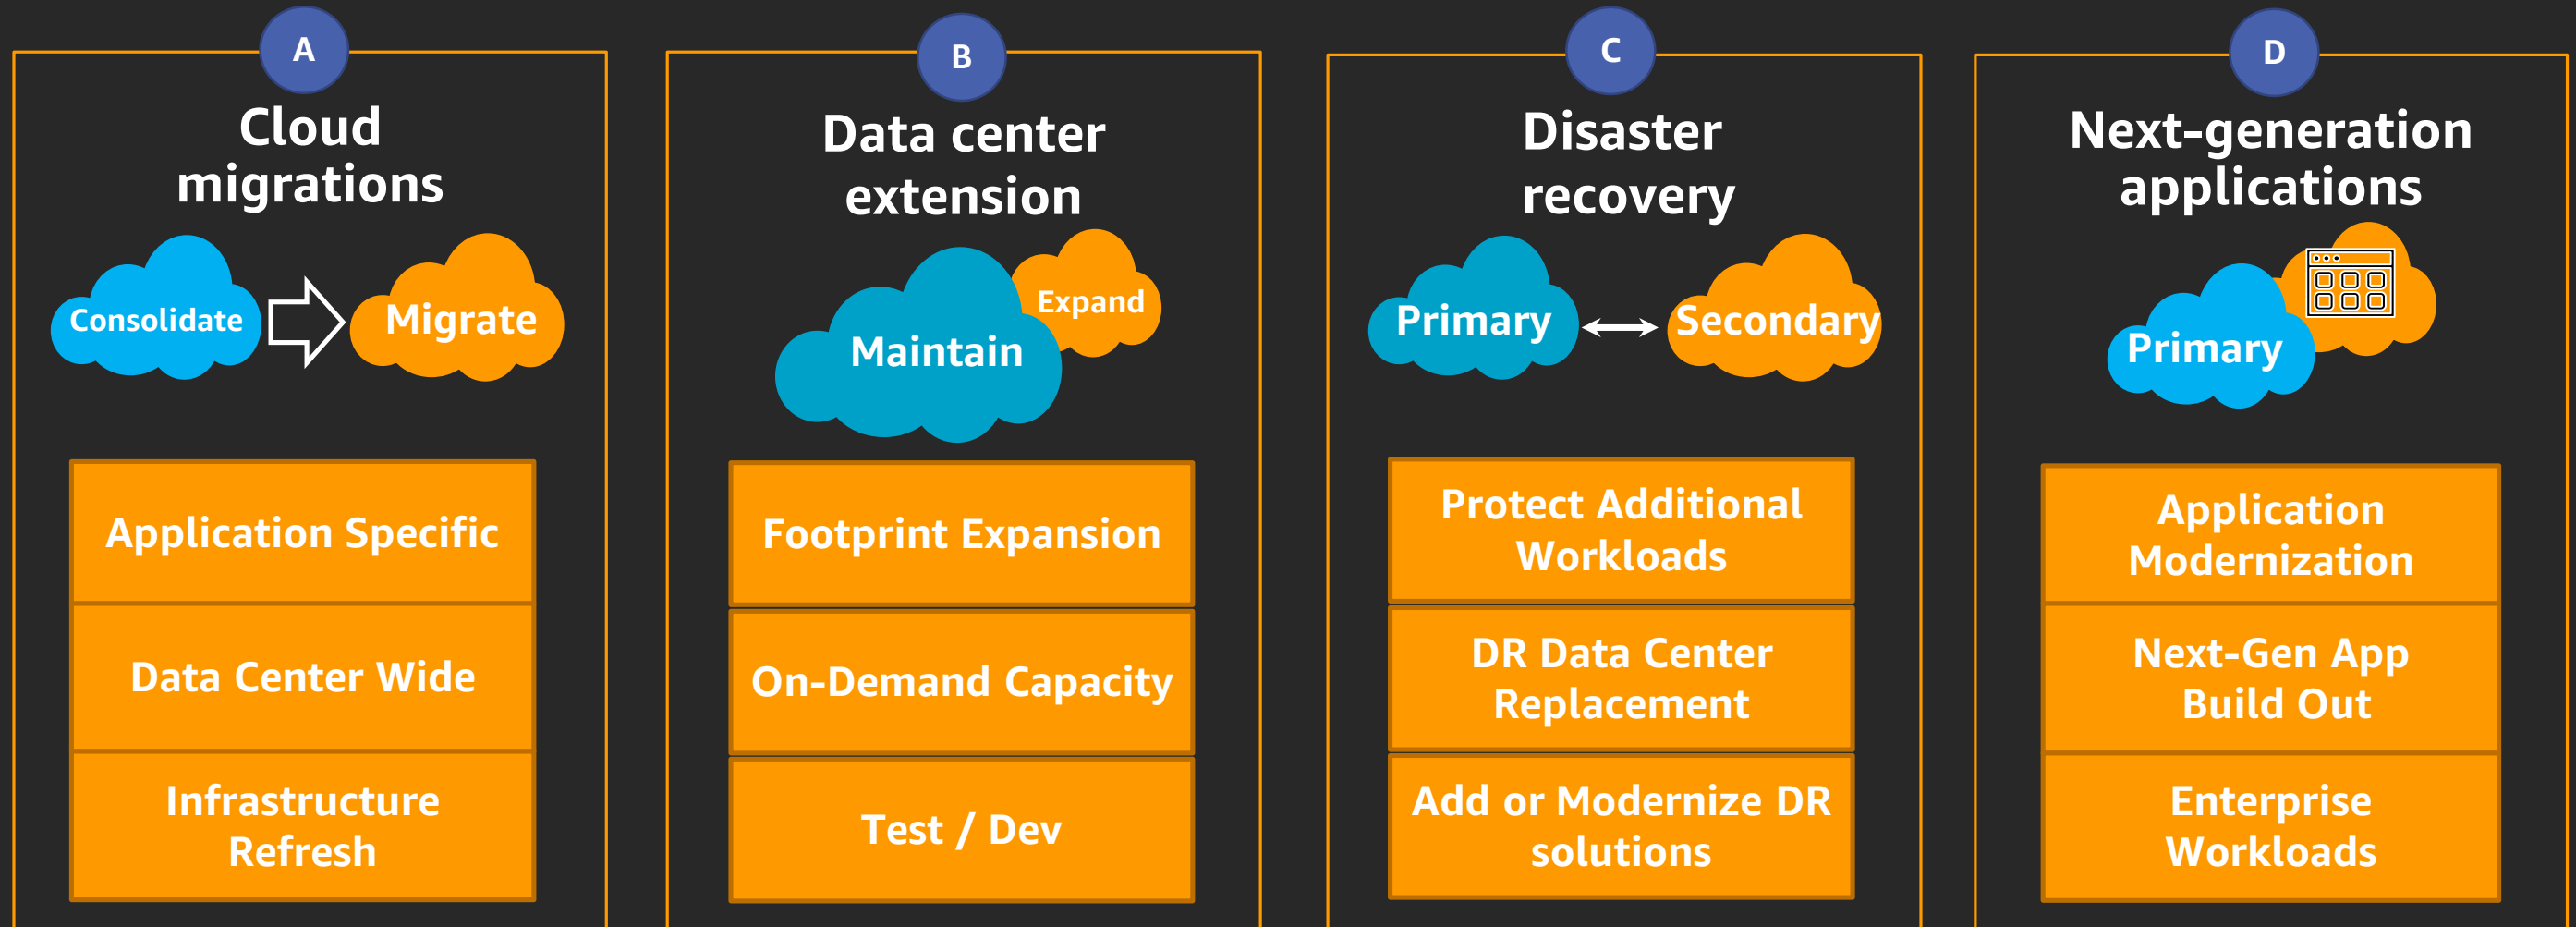 A
Cloud
migrations
Consolidate
Migrate
Application Specific
Data Center Wide
Infrastructure
Refresh
B
Data center
extension
Maintain
Expand
Footprint Expansion
On-Demand Capacity
Test / Dev
C
Disaster
recovery
Primary
Secondary
Protect Additional
Workloads
DR Data Center
Replacement
Add or Modernize DR
solutions
D
Next-generation
applications
Primary
Application
Modernization
Next-Gen App
Build Out
Enterprise
Workloads